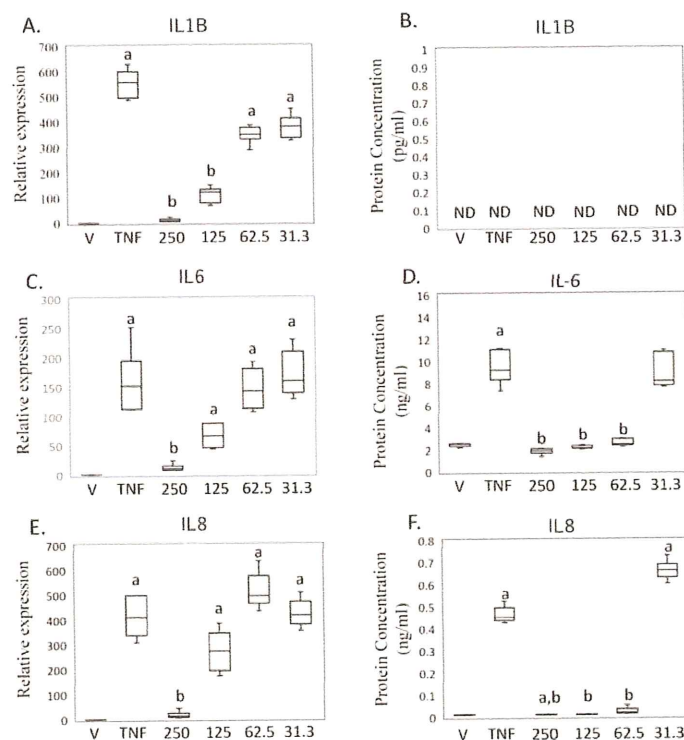 A. IL1B
Relative expression
700
600
500
400
300
200
100
0
a
b
b
a
a
V TNF 250 125 62.5 31.3
B. IL1B
Protein Concentration
(pg/ml)
1
0.9
0.8
0.7
0.6
0.5
0.4
0.3
0.2
0.1
0
ND ND ND ND ND ND
V TNF 250 125 62.5 31.3
C. IL6
Relative expression
300
250
200
150
100
50
0
a
b
a
a
a
V TNF 250 125 62.5 31.3
D. IL-6
Protein Concentration
(ng/ml)
16
14
12
10
8
6
4
2
0
a
b
b
b
a
V TNF 250 125 62.5 31.3
E. IL8
Relative expression
700
600
500
400
300
200
100
0
a
b
a
a
a
V TNF 250 125 62.5 31.3
F. IL8
Protein Concentration
(ng/ml)
0.8
0.7
0.6
0.5
0.4
0.3
0.2
0.1
0
a
a,b
b
b
a
V TNF 250 125 62.5 31.3